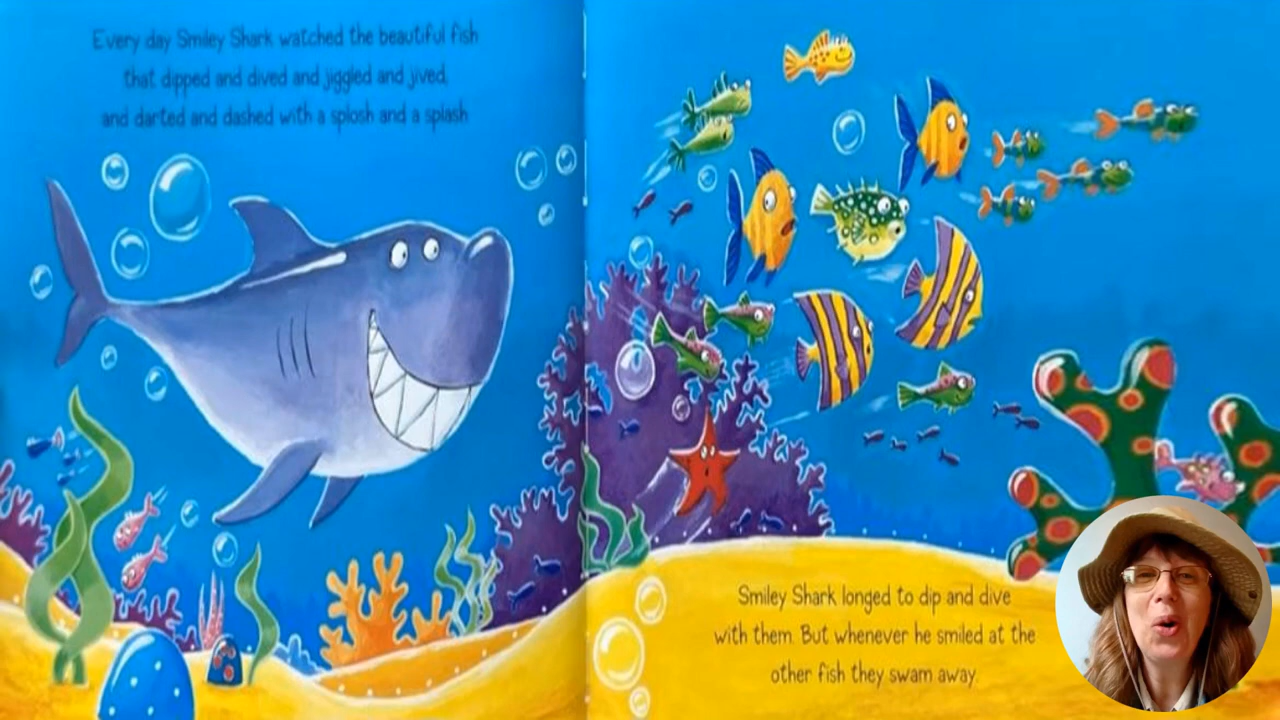 Every day Smiley Shark watched the beautiful fish
that dipped and dived and jiggled and jived,
and darted and dashed with a splosh and a splash
Smiley Shark longed to dip and dive
with them. But whenever he smiled at the
other fish they swam away.